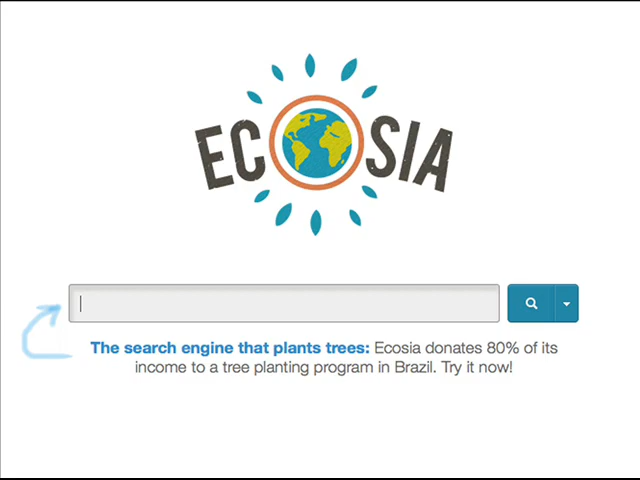 ECOSIA
The search engine that plants trees: Ecosia donates 80% of its
income to a tree planting program in Brazil. Try it now!